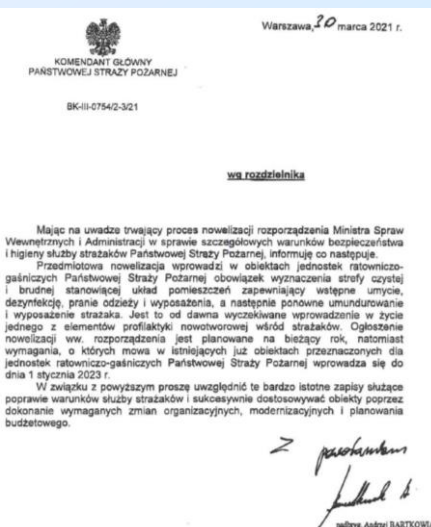 Warszawa, 30 marca 2021 r.
KOMENDANT GŁÓWNY
PAŃSTWOWEJ STRAŻY POŻARNEJ
BK-III-0754/2-3/21
wg rozdzielnika
Mając na uwadze trwający proces nowelizacji rozporządzenia Ministra Spraw
Wewnętrznych i Administracji w sprawie szczegółowych warunków bezpieczeństwa
i higieny służby strażaków Państwowej Straży Pożarnej, informuję co następuje.
Przedmiotowa nowelizacja wprowadzi w obiektach jednostek ratowniczo-
gaśniczych Państwowej Straży Pożarnej obowiązek wyznaczenia strefy czystej
i brudnej stanowiącej układ pomieszczeń zapewniający wstępne umycie,
dezynfekcję, pranie odzieży i wyposażenia, a następnie ponowne umundurowanie
i wyposażenie strażaka. Jest to od dawna wyczekiwane wprowadzenie w życie
jednego z elementów profilaktyki nowotworowej wśród strażaków. Ogłoszenie
nowelizacji ww. rozporządzenia jest planowane na bieżący rok, natomiast
wymagania, o których mowa w istniejących już obiektach przeznaczonych dla
jednostek ratowniczo-gaśniczych Państwowej Straży Pożarnej wprowadza się do
dnia 1 stycznia 2023 r.
W związku z powyższym proszę uwzględnić te bardzo istotne zapisy służące
poprawie warunków służby strażaków i sukcesywnie dostosowywać obiekty poprzez
dokonanie wymaganych zmian organizacyjnych, modernizacyjnych i planowania
budżetowego.
Z poważaniem
nadbryg. Andrzej BARTKOWI